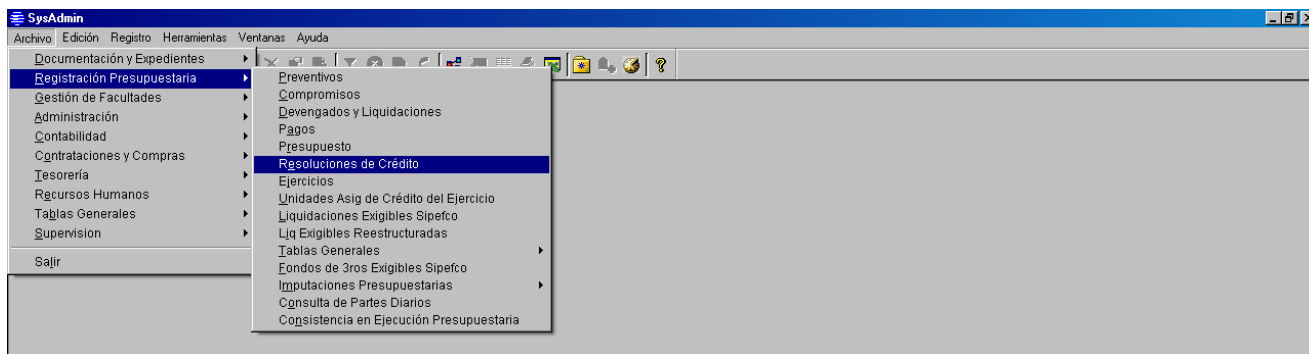 SysAdmin
Archivo Edición Registro Herramientas Ventanas Ayuda
Documentación y Expedientes
Registración Presupuestaria
Gestión de Facultades
Administración
Contabilidad
Contrataciones y Compras
Tesorería
Recursos Humanos
Tablas Generales
Supervision
Salir
Preventivos
Compromisos
Devengados y Liquidaciones
Pagos
Presupuesto
Resoluciones de Crédito
Ejercicios
Unidades Asig de Crédito del Ejercicio
Liquidaciones Exigibles Sipefco
Liq Exigibles Reestructuradas
Tablas Generales
Fondos de 3ros Exigibles Sipefco
Imputaciones Presupuestarias
Consulta de Partes Diarios
Consistencia en Ejecución Presupuestaria